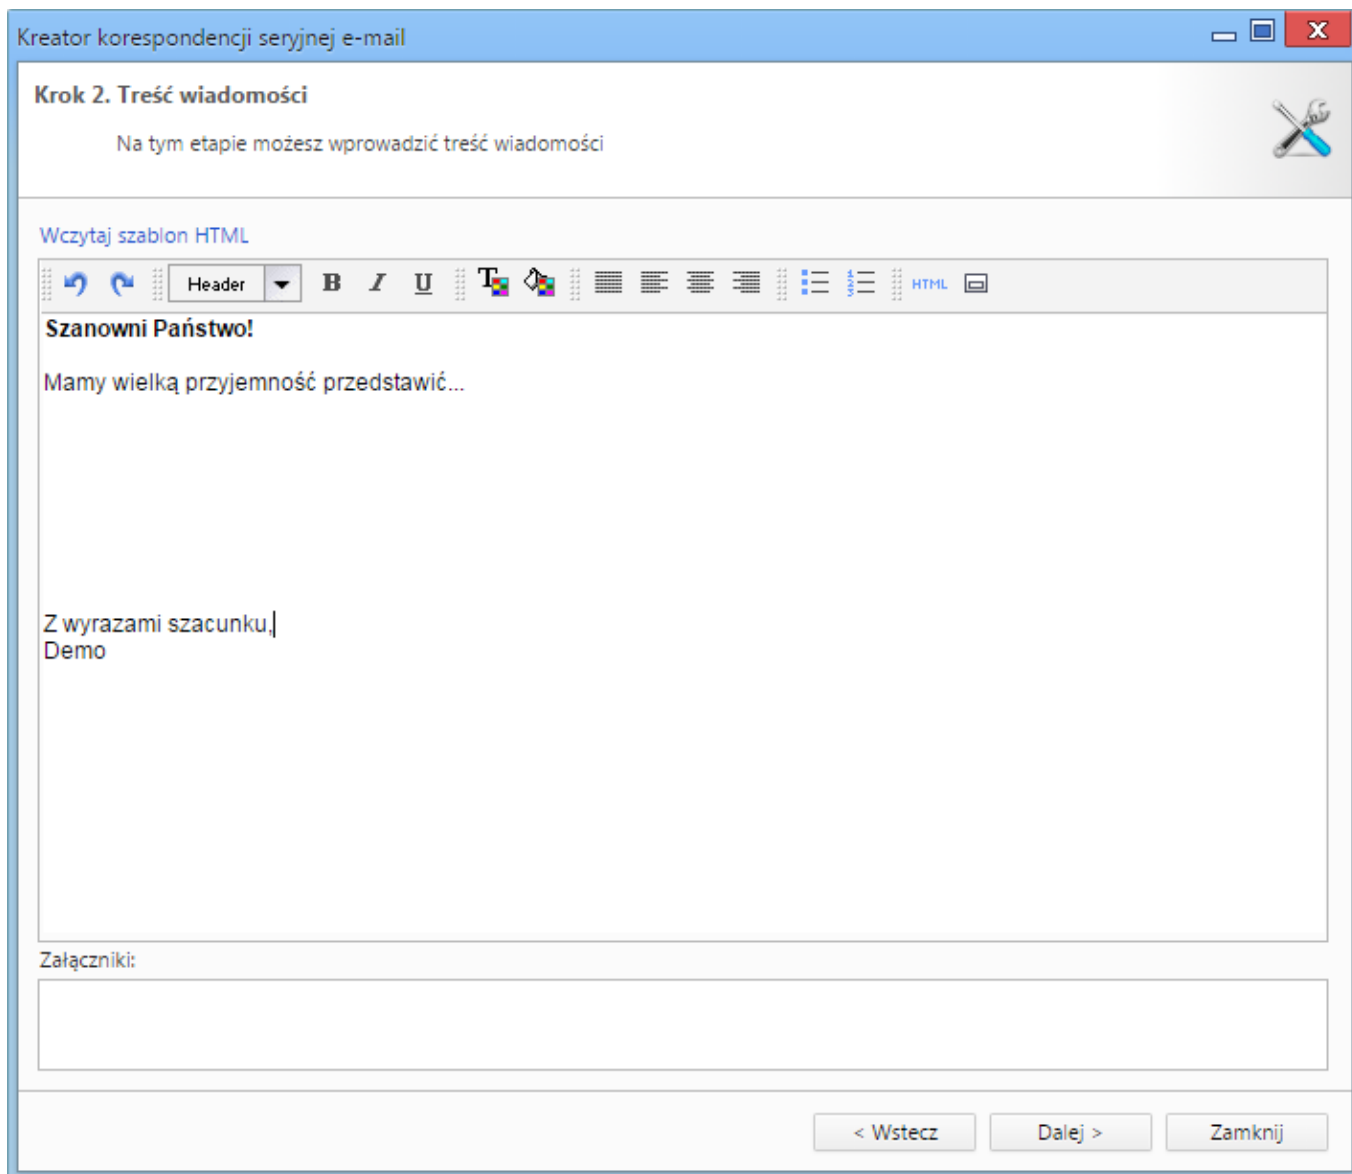 Kreator korespondencji seryjnej e-mail
Krok 2. Treść wiadomości
Na tym etapie możesz wprowadzić treść wiadomości
Wczytaj szablon HTML
Header B I U T HTML
Szanowni Państwo!
Mamy wielką przyjemność przedstawić...
Z wyrazami szacunku,
Demo
Załączniki:
< Wstecz Dalej > Zamknij